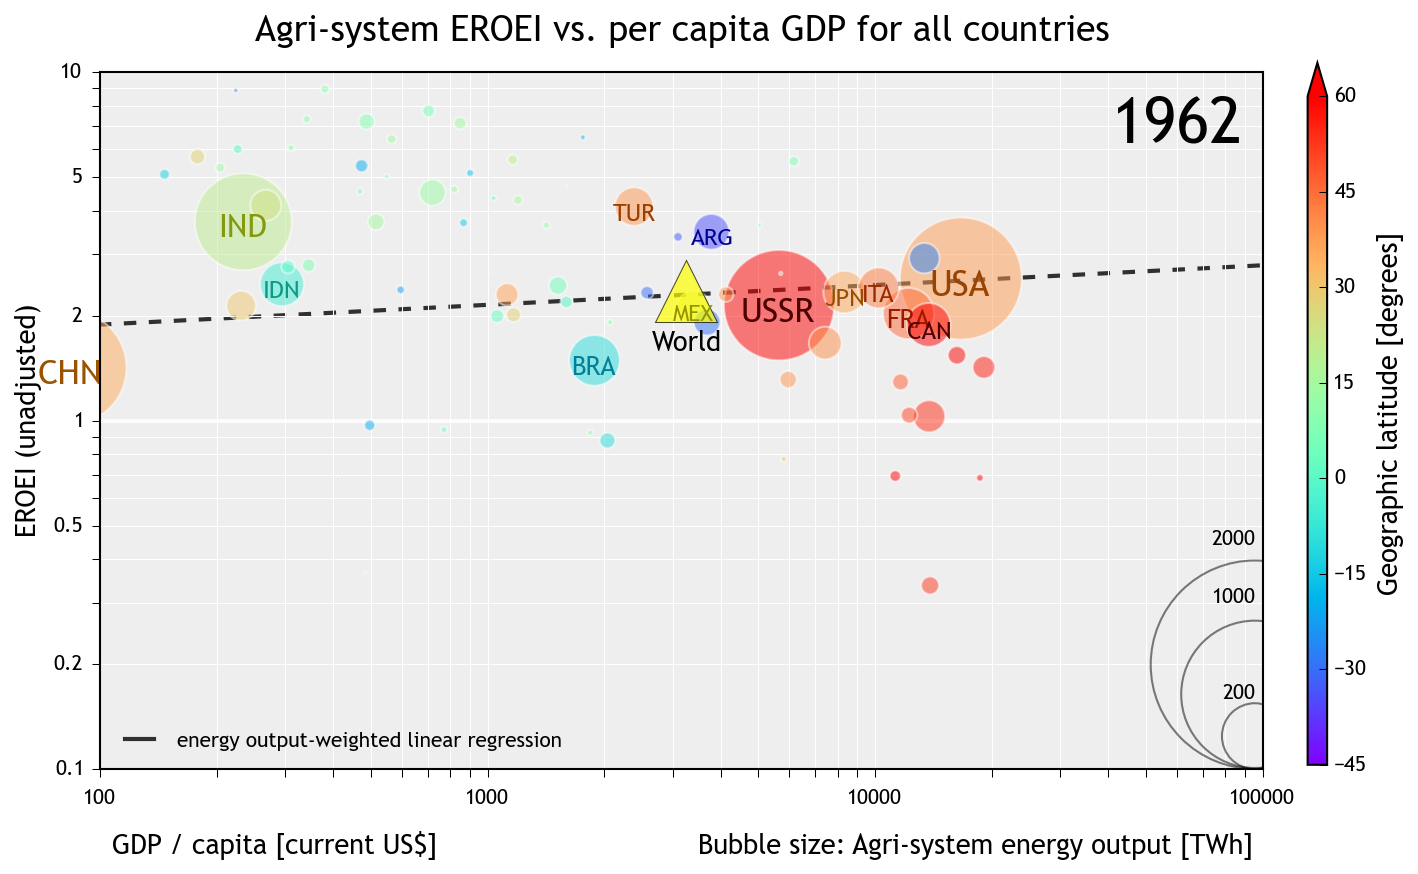 Agri-system EROEI vs. per capita GDP for all countries
1962
10
5
2
1
0.5
0.2
0.1
EROEI (unadjusted)
IND
TUR
ARG
IDN
USA
JPN
ITA
USSR
MEX
FRA
CAN
World
BRA
CHN
2000
1000
200
energy output-weighted linear regression
100
1000
10000
100000
GDP / capita [current US$]
Bubble size: Agri-system energy output [TWh]
60
45
30
15
0
−15
−30
−45
Geographic latitude [degrees]